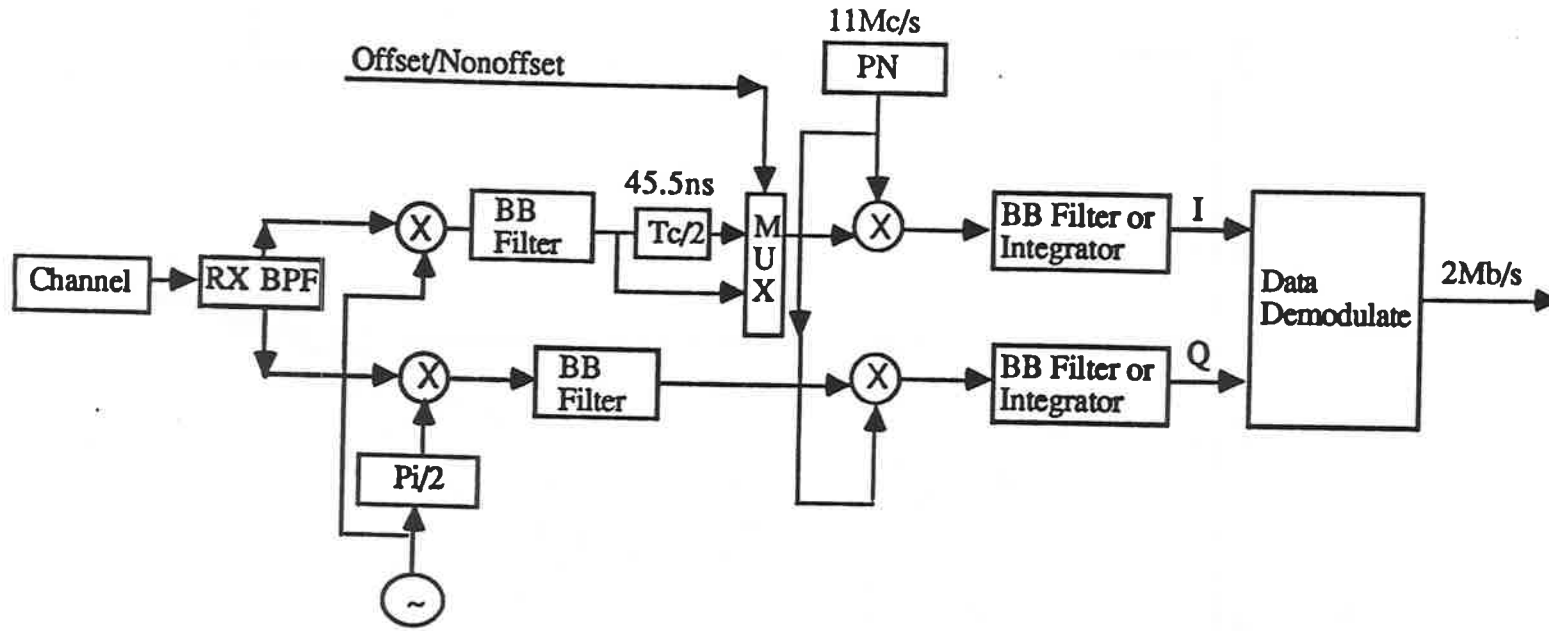 11Mc/s
PN
Offset/Nonoffset
45.5ns
BB
Filter
Tc/2
M
U
X
X
X
BB Filter or
Integrator
I
Channel
RX BPF
Data
Demodulate
2Mb/s
X
BB
Filter
X
BB Filter or
Integrator
Q
Pi/2
~